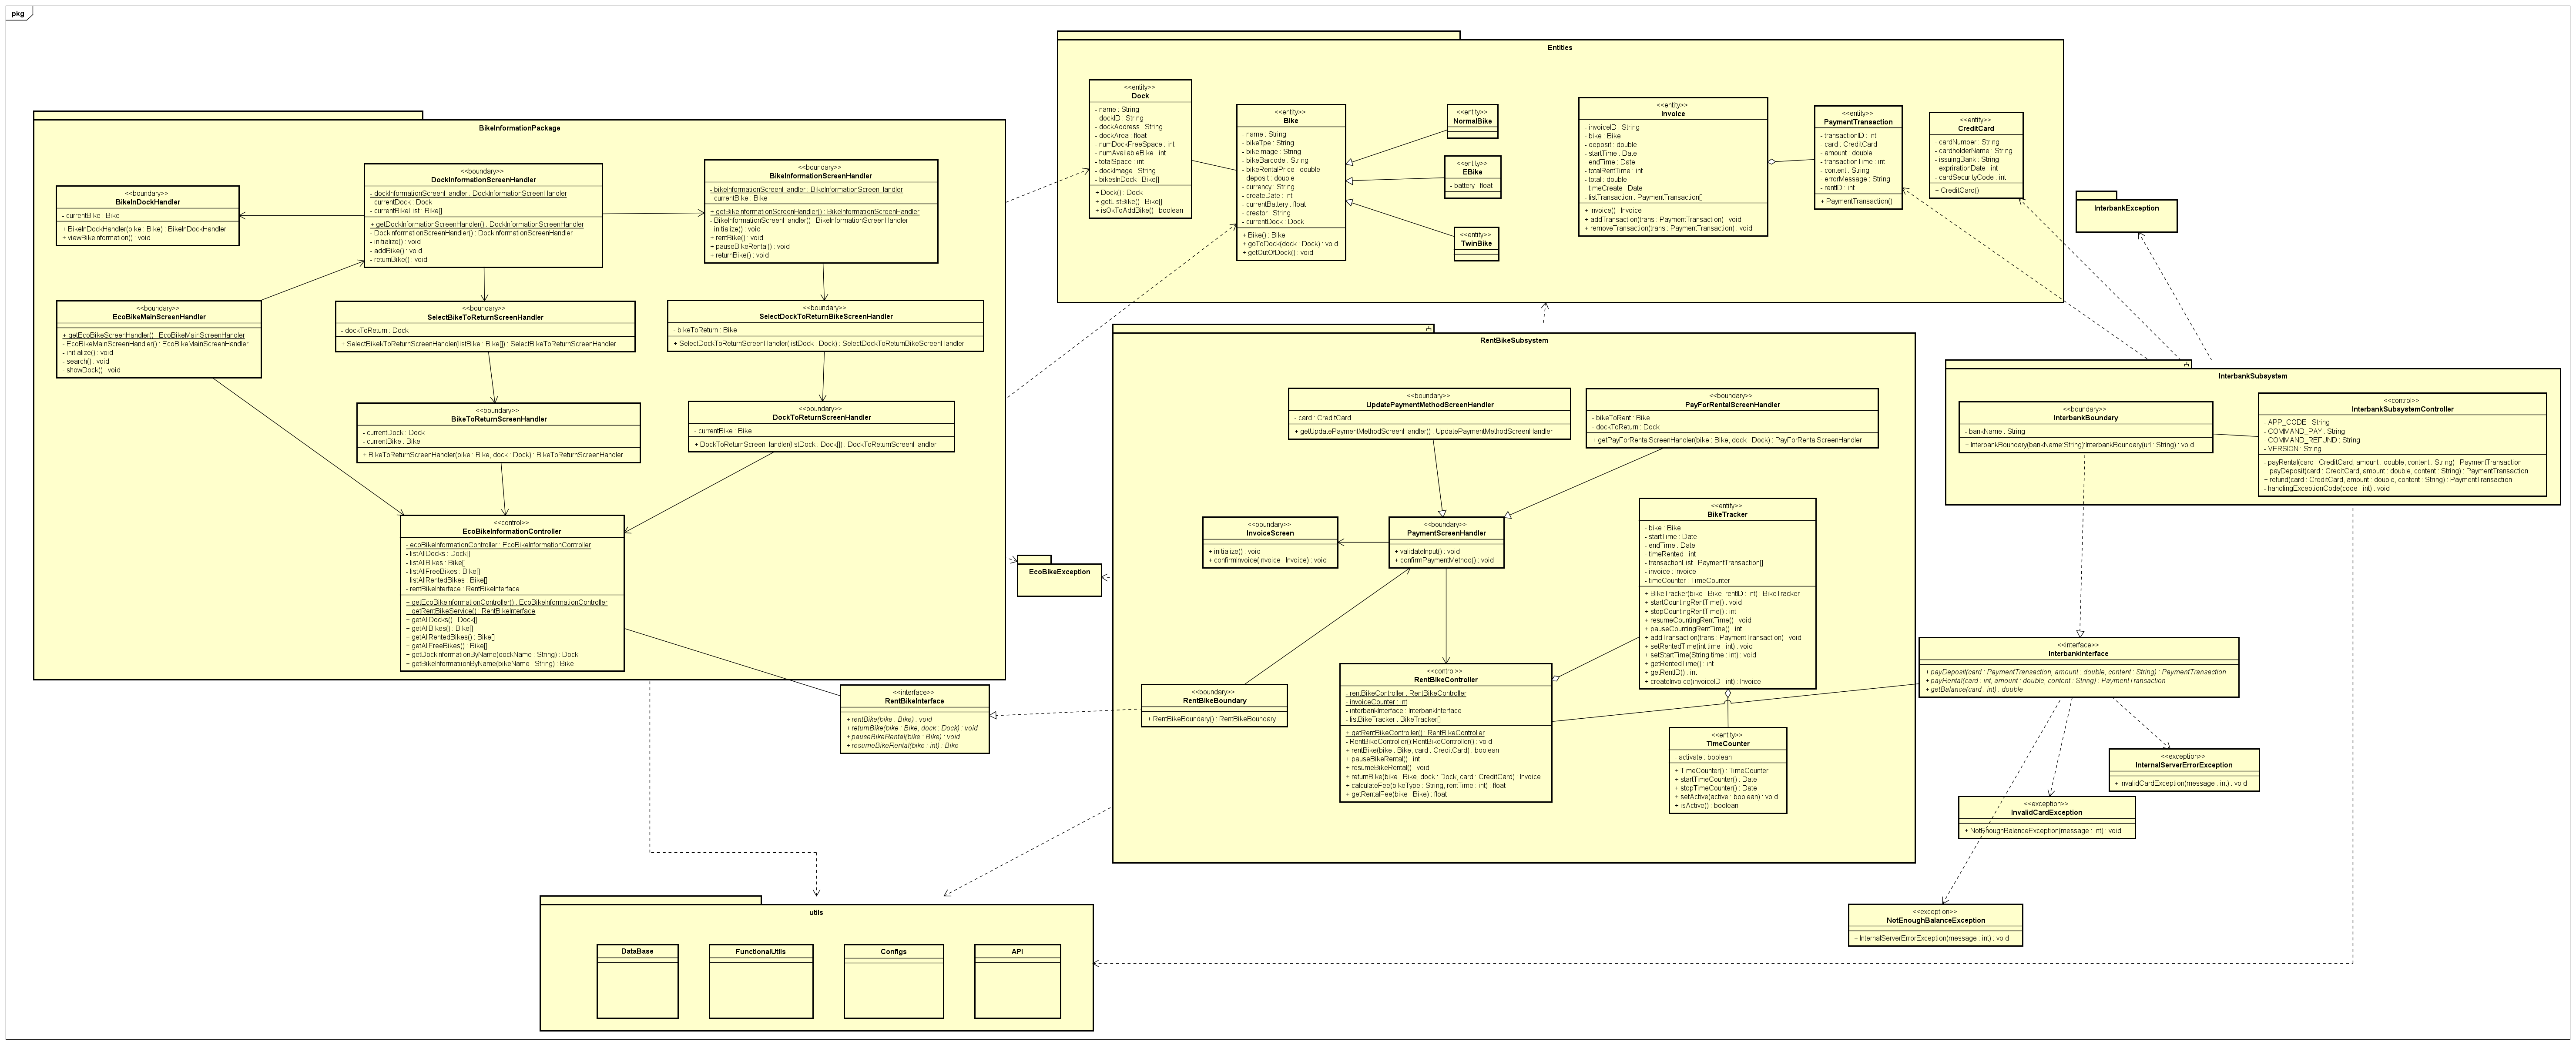 pkg
BikeInformationPackage
<<boundary>>
BikeInDockHandler
- currentBike : Bike
+ BikeInDockHandler(bike : Bike) : BikeInDockHandler
+ viewBikeInformation() : void
<<boundary>>
DockInformationScreenHandler
- dockInformationScreenHandler : DockInformationScreenHandler
- currentDock : Dock
- currentBikeList : Bike[]
+ getDockInformationScreenHandler() : DockInformationScreenHandler
- DockInformationScreenHandler() : DockInformationScreenHandler
- initialize() : void
- addBike() : void
- returnBike() : void
<<boundary>>
BikeInformationScreenHandler
- bikeInformationScreenHandler : BikeInformationScreenHandler
- currentBike : Bike
+ getBikeInformationScreenHandler() : BikeInformationScreenHandler
- BikeInformationScreenHandler() : BikeInformationScreenHandler
- initialize() : void
+ rentBike() : void
+ pauseBikeRental() : void
+ returnBike() : void
<<boundary>>
EcoBikeMainScreenHandler
+ getEcoBikeScreenHandler() : EcoBikeMainScreenHandler
- EcoBikeMainScreenHandler() : EcoBikeMainScreenHandler
- initialize() : void
- search() : void
- showDock() : void
<<boundary>>
SelectBikeToReturnScreenHandler
- dockToReturn : Dock
+ SelectBikekToReturnScreenHandler(listBike : Bike[]) : SelectBikeToReturnScreenHandler
<<boundary>>
SelectDockToReturnBikeScreenHandler
- bikeToReturn : Bike
+ SelectDockToReturnScreenHandler(listDock : Dock) : SelectDockToReturnBikeScreenHandler
<<boundary>>
BikeToReturnScreenHandler
- currentDock : Dock
- currentBike : Bike
+ BikeToReturnScreenHandler(bike : Bike, dock : Dock) : BikeToReturnScreenHandler
<<boundary>>
DockToReturnScreenHandler
- currentBike : Bike
+ DockToReturnScreenHandler(listDock : Dock[]) : DockToReturnScreenHandler
<<control>>
EcoBikeInformationController
- ecoBikeInformationController : EcoBikeInformationController
- listAllDocks : Dock[]
- listAllBikes : Bike[]
- listAllFreeBikes : Bike[]
- listAllRentedBikes : Bike[]
- rentBikeInterface : RentBikeInterface
+ getEcoBikeInformationController() : EcoBikeInformationController
+ getRentBikeService() : RentBikeInterface
+ getAllDocks() : Dock[]
+ getAllBikes() : Bike[]
+ getAllRentedBikes() : Bike[]
+ getAllFreeBikes() : Bike[]
+ getDockInformationByName(dockName : String) : Dock
+ getBikeInformatiionByName(bikeName : String) : Bike
Entities
<<entity>>
Dock
- name : String
- dockID : String
- dockAddress : String
- dockArea : float
- numDockFreeSpace : int
- numAvailableBike : int
- totalSpace : int
- dockImage : String
- bikesInDock : Bike[]
+ Dock() : Dock
+ getListBike() : Bike[]
+ isOkToAddBike() : boolean
<<entity>>
Bike
- name : String
- bikeTpe : String
- bikeImage : String
- bikeBarcode : String
- bikeRentalPrice : double
- deposit : double
- currency : String
- createDate : int
- currentBattery : float
- creator : String
- currentDock : Dock
+ Bike() : Bike
+ goToDock(dock : Dock) : void
+ getOutOfDock() : void
<<entity>>
NormalBike
<<entity>>
EBike
- battery : float
<<entity>>
TwinBike
<<entity>>
Invoice
- invoiceID : String
- bike : Bike
- deposit : double
- startTime : Date
- endTime : Date
- totalRentTime : int
- total : double
- timeCreate : Date
- listTransaction : PaymentTransaction[]
+ Invoice() : Invoice
+ addTransaction(trans : PaymentTransaction) : void
+ removeTransaction(trans : PaymentTransaction) : void
<<entity>>
PaymentTransaction
- transactionID : int
- card : CreditCard
- amount : double
- transactionTime : int
- content : String
- errorMessage : String
- rentID : int
+ PaymentTransaction()
<<entity>>
CreditCard
- cardNumber : String
- cardholderName : String
- issuingBank : String
- exprirationDate : int
- cardSecurityCode : int
+ CreditCard()
InterbankException
RentBikeSubsystem
<<boundary>>
UpdatePaymentMethodScreenHandler
- card : CreditCard
+ getUpdatePaymentMethodScreenHandler() : UpdatePaymentMethodScreenHandler
<<boundary>>
PayForRentalScreenHandler
- bikeToRent : Bike
- dockToReturn : Dock
+ getPayForRentalScreenHandler(bike : Bike, dock : Dock) : PayForRentalScreenHandler
<<boundary>>
InvoiceScreen
+ initialize() : void
+ confirmInvoice(invoice : Invoice) : void
<<boundary>>
PaymentScreenHandler
+ validateInput() : void
+ confirmPaymentMethod() : void
<<entity>>
BikeTracker
- bike : Bike
- startTime : Date
- endTime : Date
- timeRented : int
- transactionList : PaymentTransaction[]
- invoice : Invoice
- timeCounter : TimeCounter
+ BikeTracker(bike : Bike, rentID : int) : BikeTracker
+ startCountingRentTime() : void
+ stopCountingRentTime() : int
+ resumeCountingRentTime() : void
+ pauseCountingRentTime() : int
+ addTransaction(trans : PaymentTransaction) : void
+ setRentedTime(int time : int) : void
+ setStartTime(String time : int) : void
+ getRentedTime() : int
+ getRentID() : int
+ createInvoice(invoiceID : int) : Invoice
<<boundary>>
RentBikeBoundary
+ RentBikeBoundary() : RentBikeBoundary
<<control>>
RentBikeController
- rentBikeController : RentBikeController
- invoiceCounter : int
- interbankInterface : InterbankInterface
- listBikeTracker : BikeTracker[]
+ getRentBikeController() : RentBikeController
- RentBikeController():RentBikeController() : void
+ rentBike(bike : Bike, card : CreditCard) : boolean
+ pauseBikeRental() : int
+ resumeBikeRental() : void
+ returnBike(bike : Bike, dock : Dock, card : CreditCard) : Invoice
+ calculateFee(bikeType : String, rentTime : int) : float
+ getRentalFee(bike : Bike) : float
<<entity>>
TimeCounter
- activate : boolean
+ TimeCounter() : TimeCounter
+ startTimeCounter() : Date
+ stopTimeCounter() : Date
+ setActive(active : boolean) : void
+ isActive() : boolean
EcoBikeException
<<interface>>
RentBikeInterface
+ rentBike(bike : Bike) : void
+ returnBike(bike : Bike, dock : Dock) : void
+ pauseBikeRental(bike : Bike) : void
+ resumeBikeRental(bike : int) : Bike
InterbankSubsystem
<<boundary>>
InterbankBoundary
- bankName : String
+ InterbankBoundary(bankName:String):InterbankBoundary(url : String) : void
<<control>>
InterbankSubsystemController
- APP_CODE : String
- COMMAND_PAY : String
- COMMAND_REFUND : String
- VERSION : String
- payRental(card : CreditCard, amount : double, content : String) : PaymentTransaction
+ payDeposit(card : CreditCard, amount : double, content : String) : PaymentTransaction
+ refund(card : CreditCard, amount : double, content : String) : PaymentTransaction
- handlingExceptionCode(code : int) : void
<<interface>>
InterbankInterface
+ payDeposit(card : PaymentTransaction, amount : double, content : String) : PaymentTransaction
+ payRental(card : int, amount : double, content : String) : PaymentTransaction
+ getBalance(card : int) : double
<<exception>>
InternalServerErrorException
+ InvalidCardException(message : int) : void
<<exception>>
InvalidCardException
+ NotEnoughBalanceException(message : int) : void
<<exception>>
NotEnoughBalanceException
+ InternalServerErrorException(message : int) : void
utils
DataBase
FunctionalUtils
Configs
API